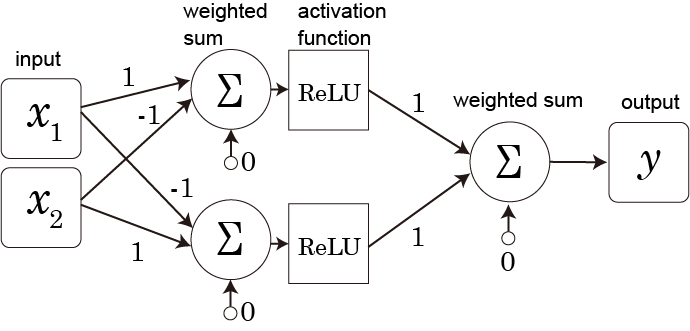 weighted
sum
activation
function
input
x1
1
-1
Σ
ReLU
0
1
weighted sum
output
Σ
y
x2
-1
1
Σ
ReLU
1
0
0